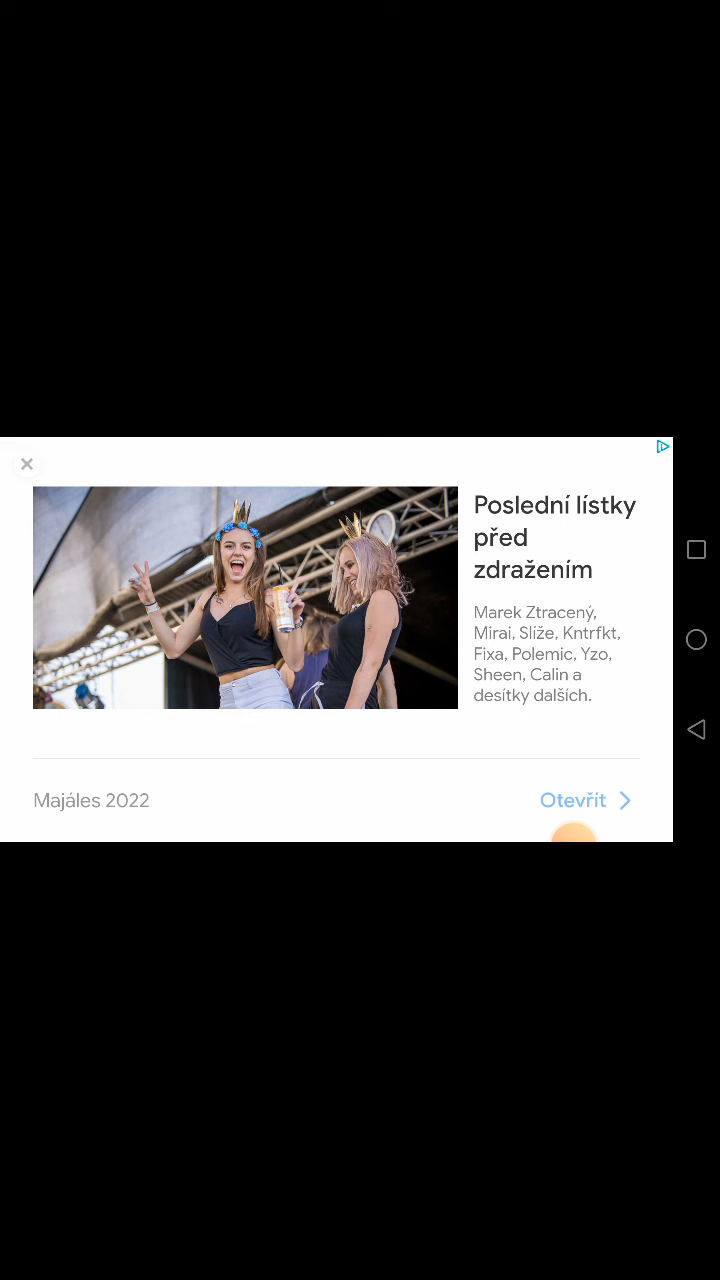 Poslední lístky
před
zdražením
Marek Ztracený,
Mirai, Slíže, Kntrfkt,
Fixa, Polemic, Yzo,
Sheen, Calin a
desítky dalších.
Majáles 2022
Otevřít